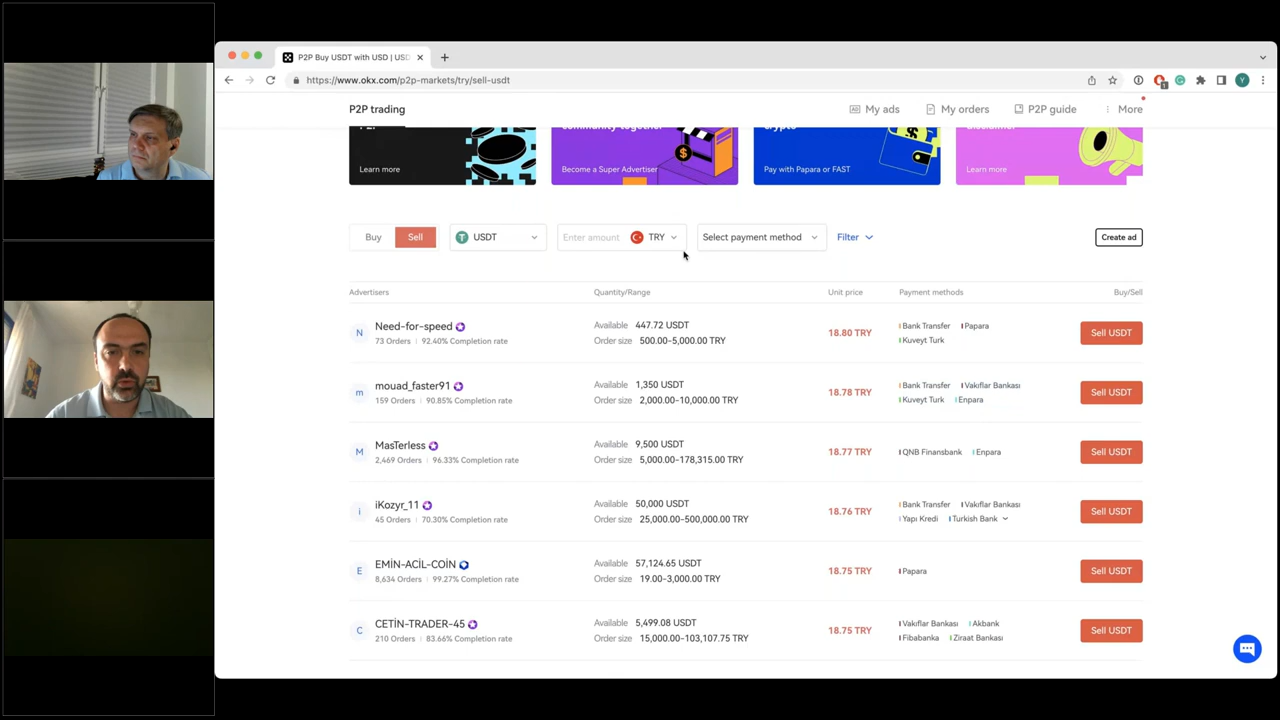 P2P Buy USDT with USD | USD
https://www.okx.com/p2p-markets/try/sell-usdt
1
Y
P2P trading
My ads
My orders
P2P guide
More
Learn more
Become a Super Advertiser
Pay with Papara or FAST
Learn more
Buy
Sell
USDT
Enter amount
TRY
Select payment method
Filter
Create ad
Advertisers
Quantity/Range
Unit price
Payment methods
Buy/Sell
N
Need-for-speed
73 Orders | 92.40% Completion rate
Available 447.72 USDT
Order size 500.00-5,000.00 TRY
18.80 TRY
Bank Transfer Papara
Kuveyt Turk
Sell USDT
m
mouad_faster91
159 Orders | 90.85% Completion rate
Available 1,350 USDT
Order size 2,000.00-10,000.00 TRY
18.78 TRY
Bank Transfer Vakıflar Bankası
Kuveyt Turk Enpara
Sell USDT
M
MasTerless
2,469 Orders | 96.33% Completion rate
Available 9,500 USDT
Order size 5,000.00-178,315.00 TRY
18.77 TRY
QNB Finansbank Enpara
Sell USDT
i
iKozyr_11
45 Orders | 70.30% Completion rate
Available 50,000 USDT
Order size 25,000.00-500,000.00 TRY
18.76 TRY
Bank Transfer Vakıflar Bankası
Yapı Kredi Turkish Bank
Sell USDT
E
EMİN-ACİL-COİN
8,634 Orders | 99.27% Completion rate
Available 57,124.65 USDT
Order size 19.00-3,000.00 TRY
18.75 TRY
Papara
Sell USDT
C
CETİN-TRADER-45
210 Orders | 83.66% Completion rate
Available 5,499.08 USDT
Order size 15,000.00-103,107.75 TRY
18.75 TRY
Vakıflar Bankası Akbank
Fibabanka Ziraat Bankası
Sell USDT